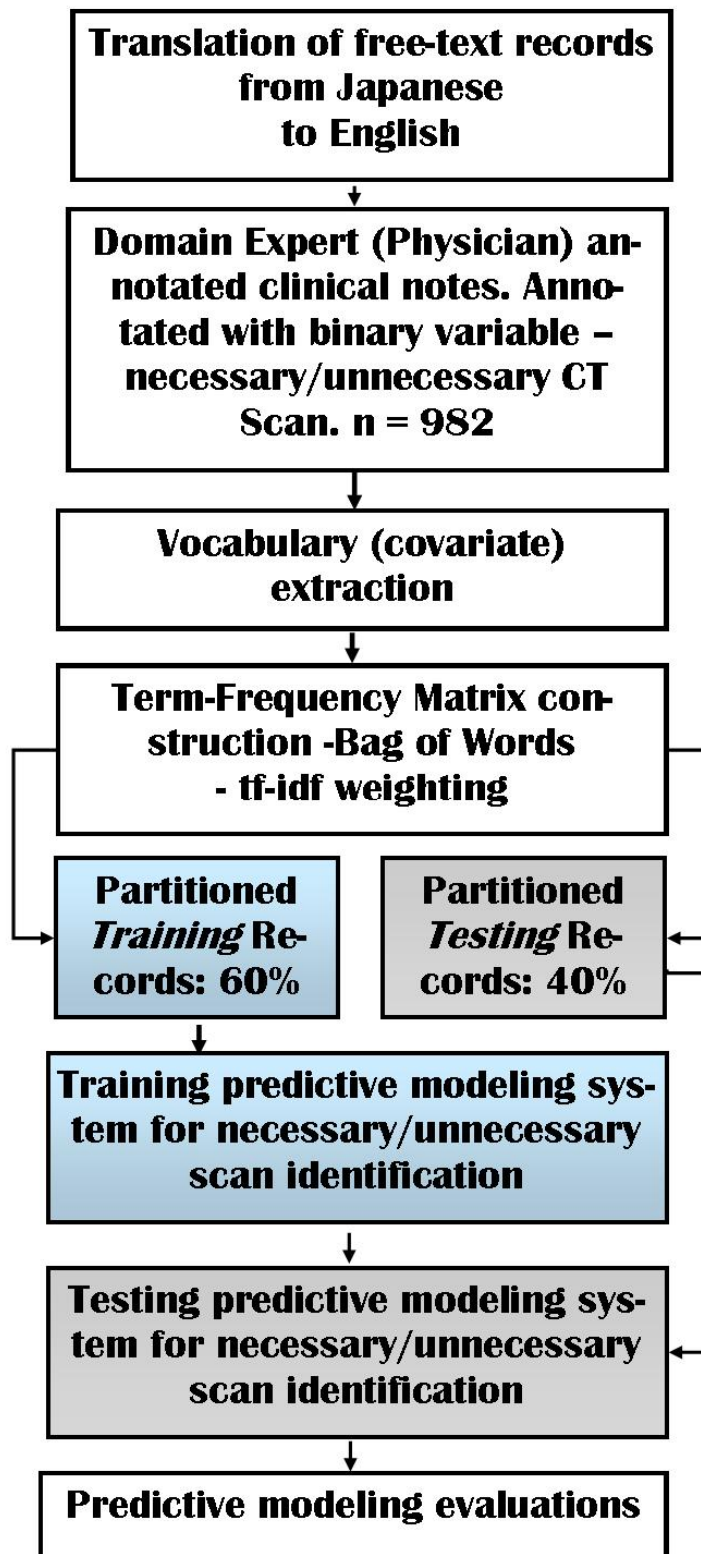 Translation of free-text records
from Japanese
to English
Domain Expert (Physician) an-
notated clinical notes. Anno-
tated with binary variable –
necessary/unnecessary CT
Scan. n = 982
Vocabulary (covariate)
extraction
Term-Frequency Matrix con-
struction -Bag of Words
- tf-idf weighting
Partitioned
Training Re-
cords: 60%
Partitioned
Testing Re-
cords: 40%
Training predictive modeling sys-
tem for necessary/unnecessary
scan identification
Testing predictive modeling sys-
tem for necessary/unnecessary
scan identification
Predictive modeling evaluations